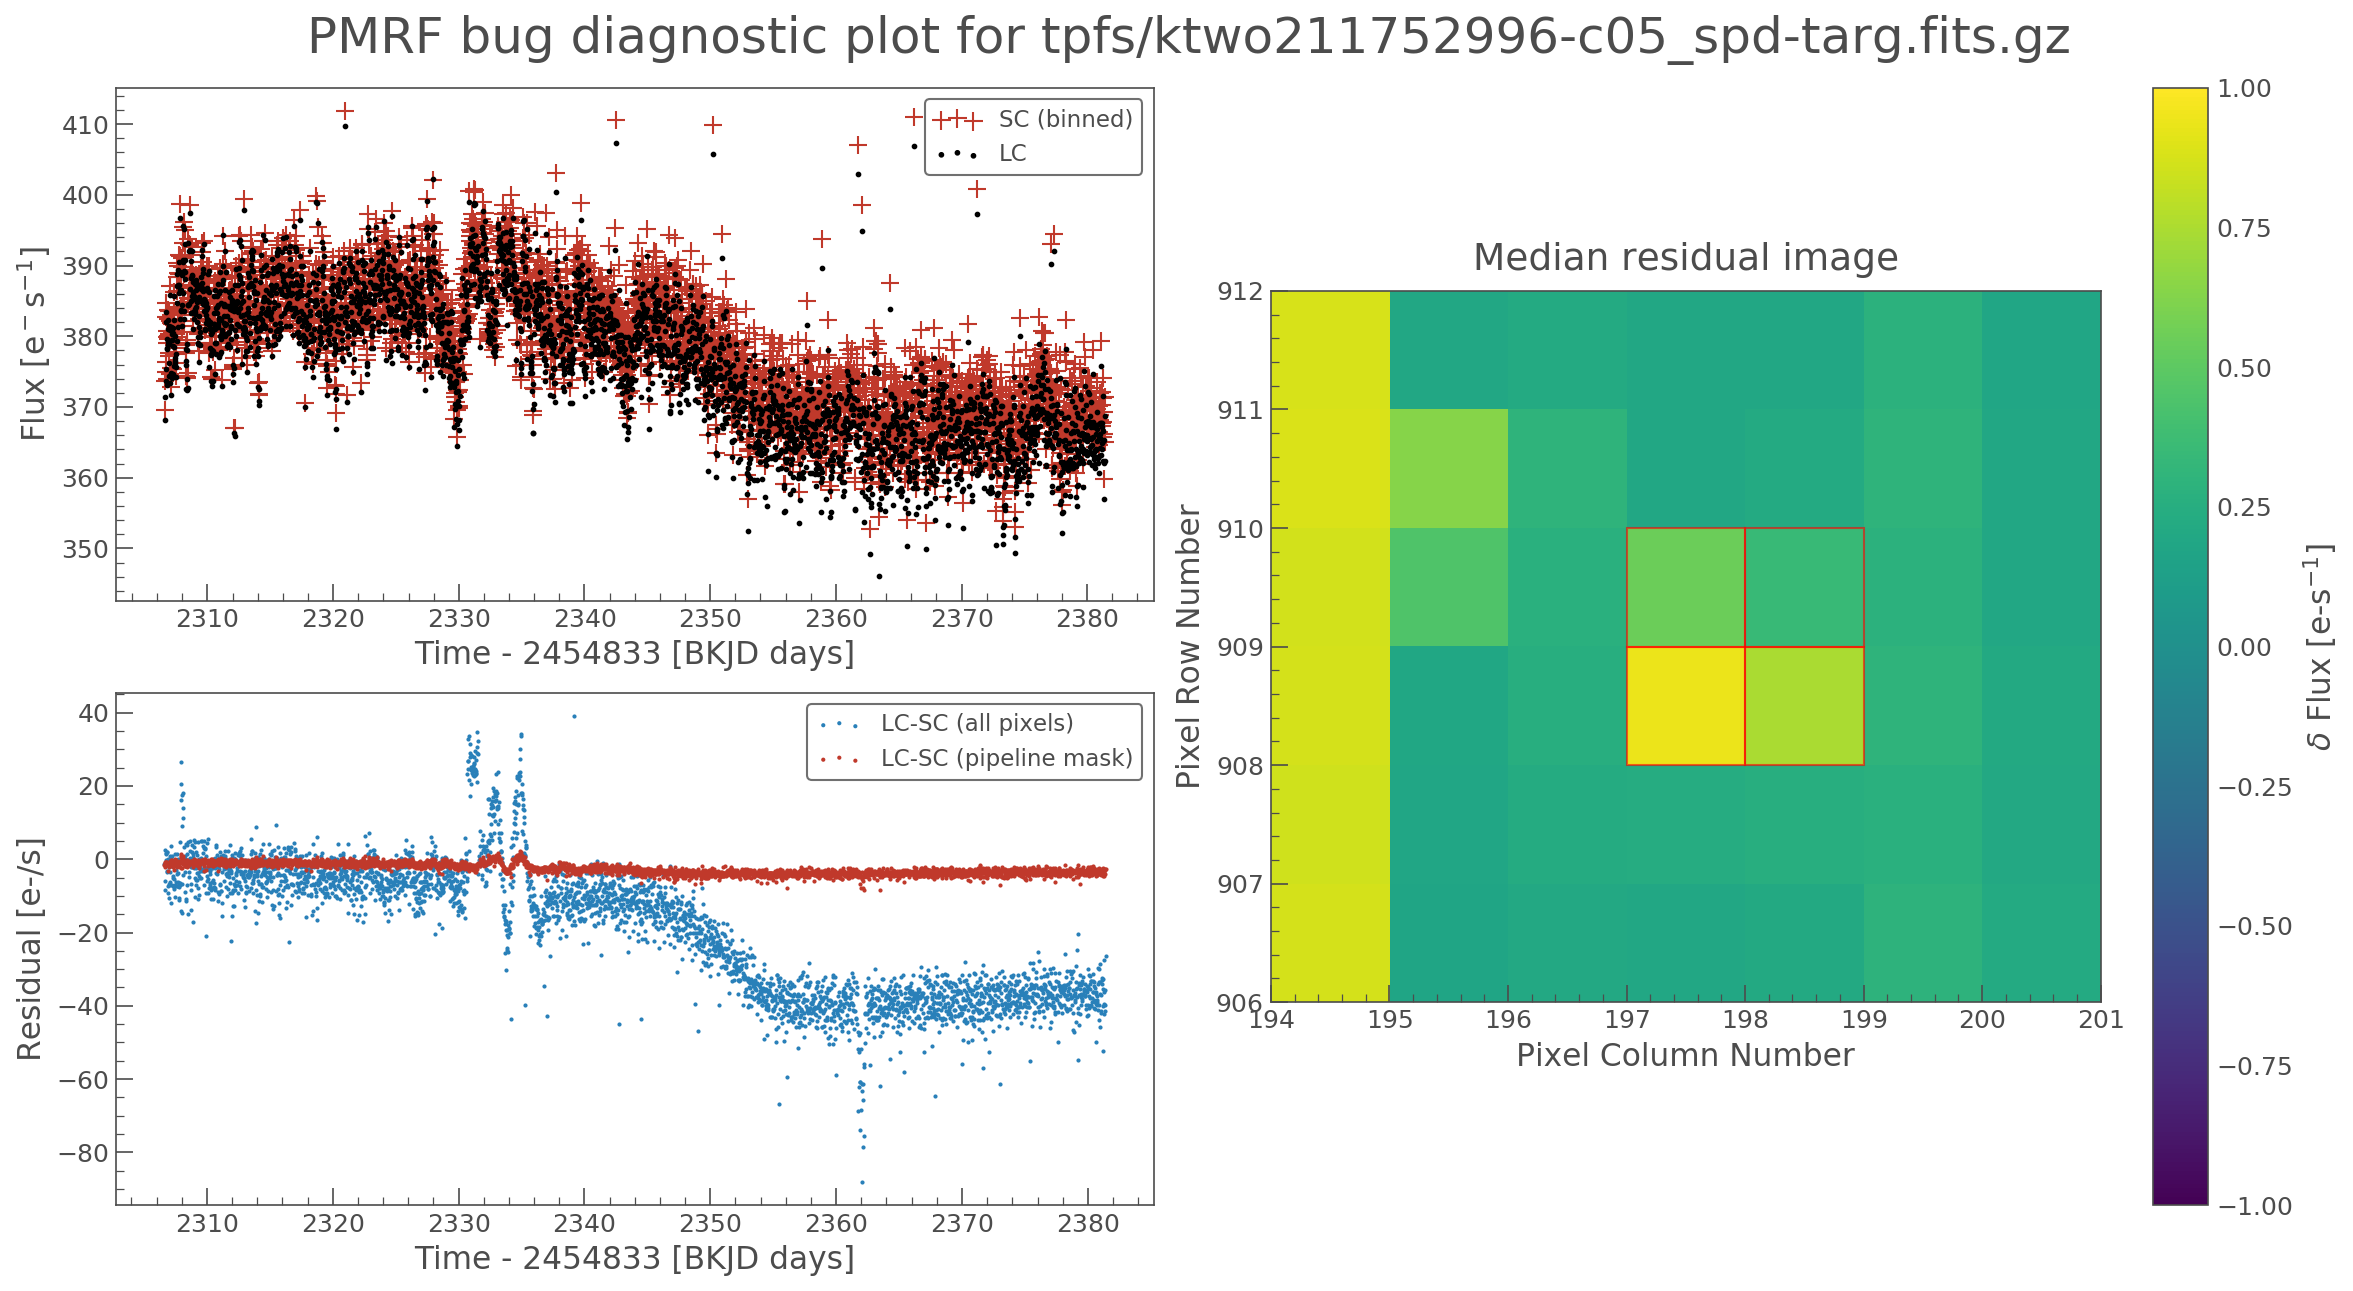 PMRF bug diagnostic plot for tpfs/ktwo211752996-c05_spd-targ.fits.gz
Flux [e⁻ s⁻¹]
410
400
390
380
370
360
350
SC (binned)
LC
2310 2320 2330 2340 2350 2360 2370 2380
Time - 2454833 [BKJD days]
Residual [e-/s]
40
20
0
−20
−40
−60
−80
LC-SC (all pixels)
LC-SC (pipeline mask)
2310 2320 2330 2340 2350 2360 2370 2380
Time - 2454833 [BKJD days]
Median residual image
Pixel Row Number
912
911
910
909
908
907
906
194 195 196 197 198 199 200 201
Pixel Column Number
1.00
0.75
0.50
0.25
0.00
−0.25
−0.50
−0.75
−1.00
δ Flux [e-s⁻¹]